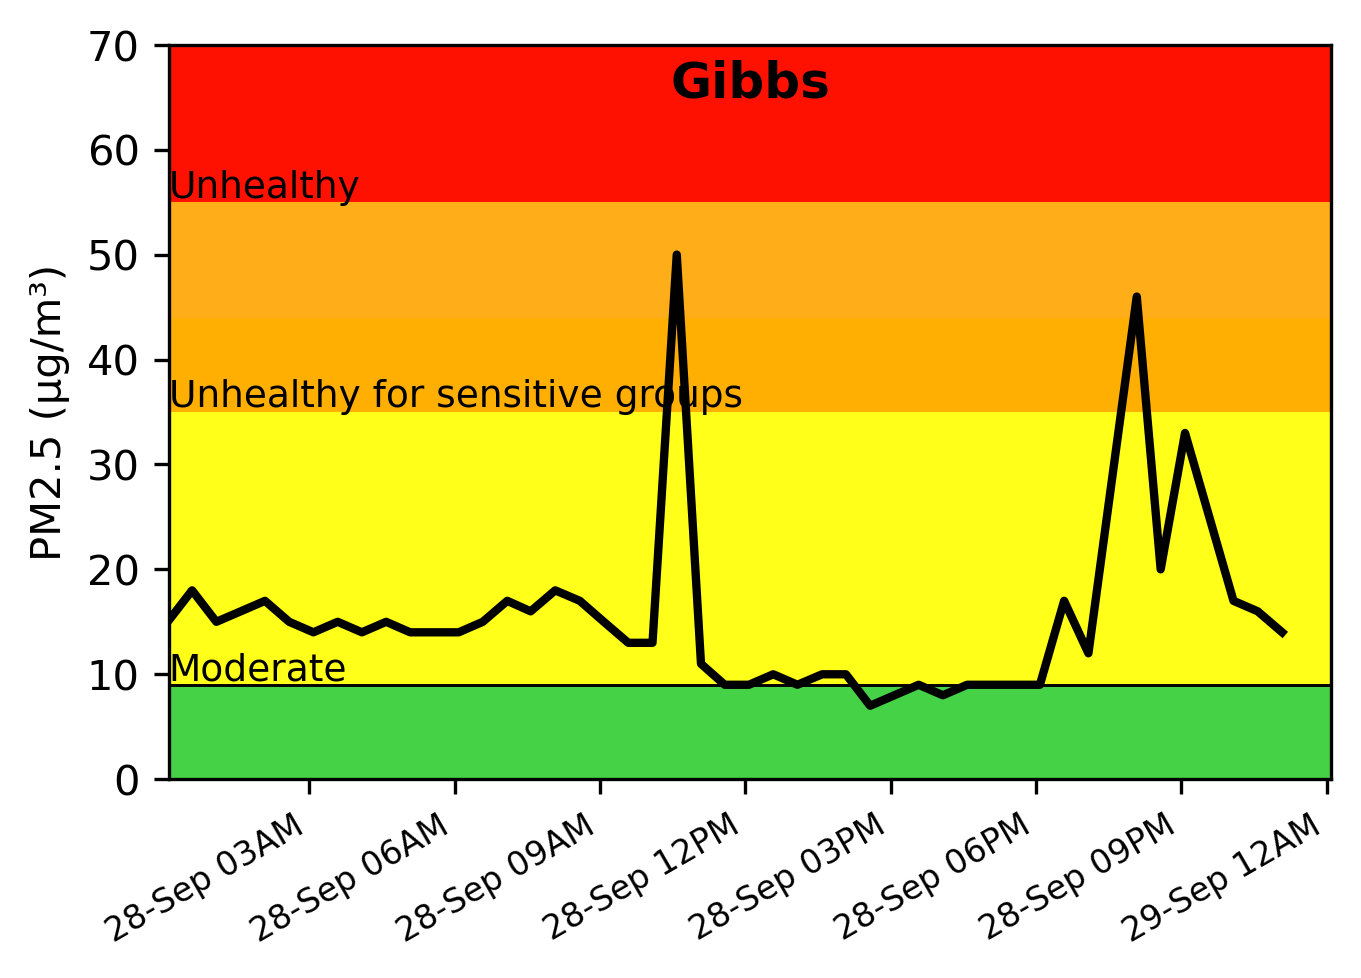 Gibbs
PM2.5 (µg/m³)
70
60
50
40
30
20
10
0
Unhealthy
Unhealthy for sensitive groups
Moderate
28-Sep 03AM
28-Sep 06AM
28-Sep 09AM
28-Sep 12PM
28-Sep 03PM
28-Sep 06PM
28-Sep 09PM
29-Sep 12AM